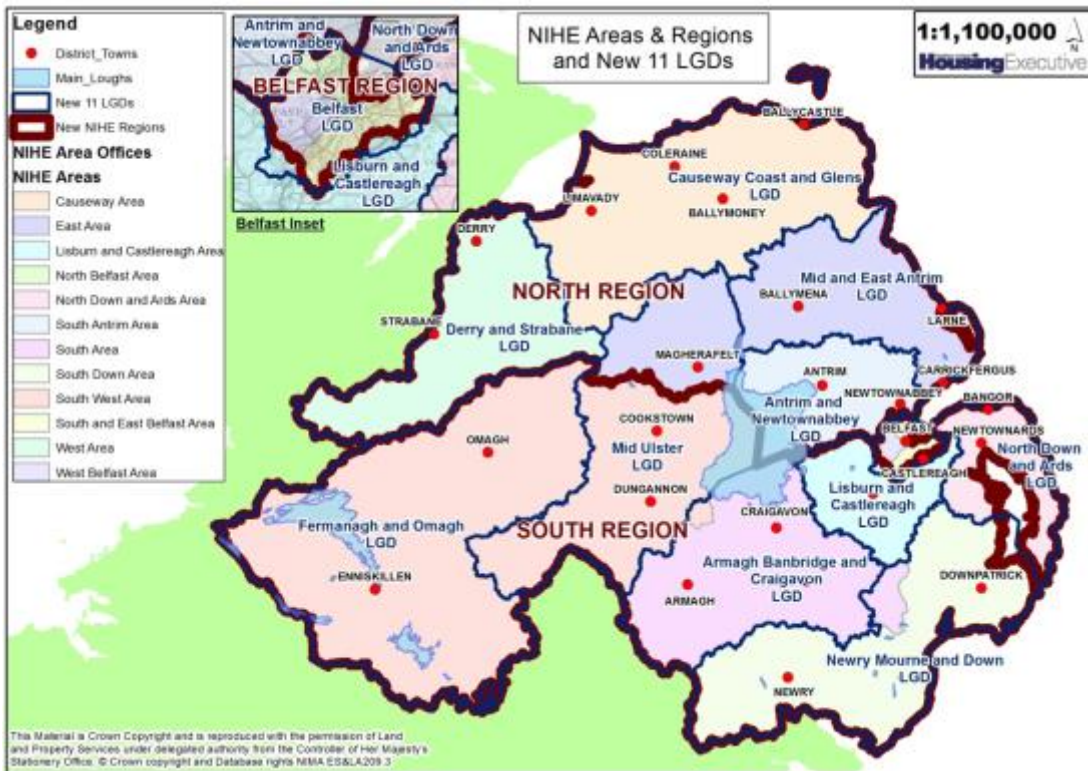 Legend
District_Towns
Main_Loughs
New 11 LGDs
New NIHE Regions
NIHE Area Offices
NIHE Areas
Causeway Area
East Area
Lisburn and Castlereagh Area
North Belfast Area
North Down and Ards Area
South Antrim Area
South Area
South Down Area
South West Area
South and East Belfast Area
West Area
West Belfast Area
Antrim and
Newtownabbey
LGD
North Down
and Ards
LGD
BELFAST REGION
Belfast
LGD
Lisburn and
Castlereagh
LGD
Belfast Inset
NIHE Areas & Regions
and New 11 LGDs
1:1,100,000
N
HousingExecutive
BALLYCASTLE
COLERAINE
Causeway Coast and Glens
LGD
LIMAVADY
BALLYMONEY
DERRY
NORTH REGION
Mid and East Antrim
LGD
BALLYMENA
LARNE
STRABANE
Derry and Strabane
LGD
MAGHERAFELT
ANTRIM
CARRICKFERGUS
NEWTOWNABBEY
BANGOR
Antrim and
Newtownabbey
LGD
COOKSTOWN
BELFAST
NEWTOWNARDS
OMAGH
Mid Ulster
LGD
CASTLEREAGH
North Down
and Ards
LGD
DUNGANNON
Lisburn and
Castlereagh
LGD
Fermanagh and Omagh
LGD
SOUTH REGION
CRAIGAVON
ENNISKILLEN
Armagh Banbridge and
Craigavon
LGD
DOWNPATRICK
ARMAGH
Newry Mourne and Down
LGD
NEWRY
This Material is Crown Copyright and is reproduced with the permission of Land
and Property Services under delegated authority from the Controller of Her Majesty's
Stationery Office. © Crown copyright and Database rights NIMA ES&LA209.3